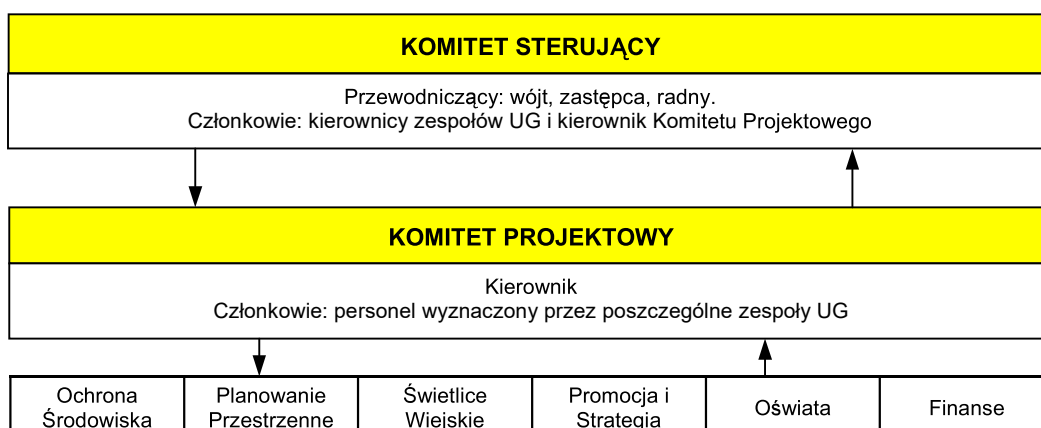 KOMITET STERUJĄCY
Przewodniczący: wójt, zastępca, radny.
Członkowie: kierownicy zespołów UG i kierownik Komitetu Projektowego
KOMITET PROJEKTOWY
Kierownik
Członkowie: personel wyznaczony przez poszczególne zespoły UG
Ochrona
Środowiska
Planowanie
Przestrzenne
Świetlice
Wiejskie
Promocja i
Strategia
Oświata
Finanse